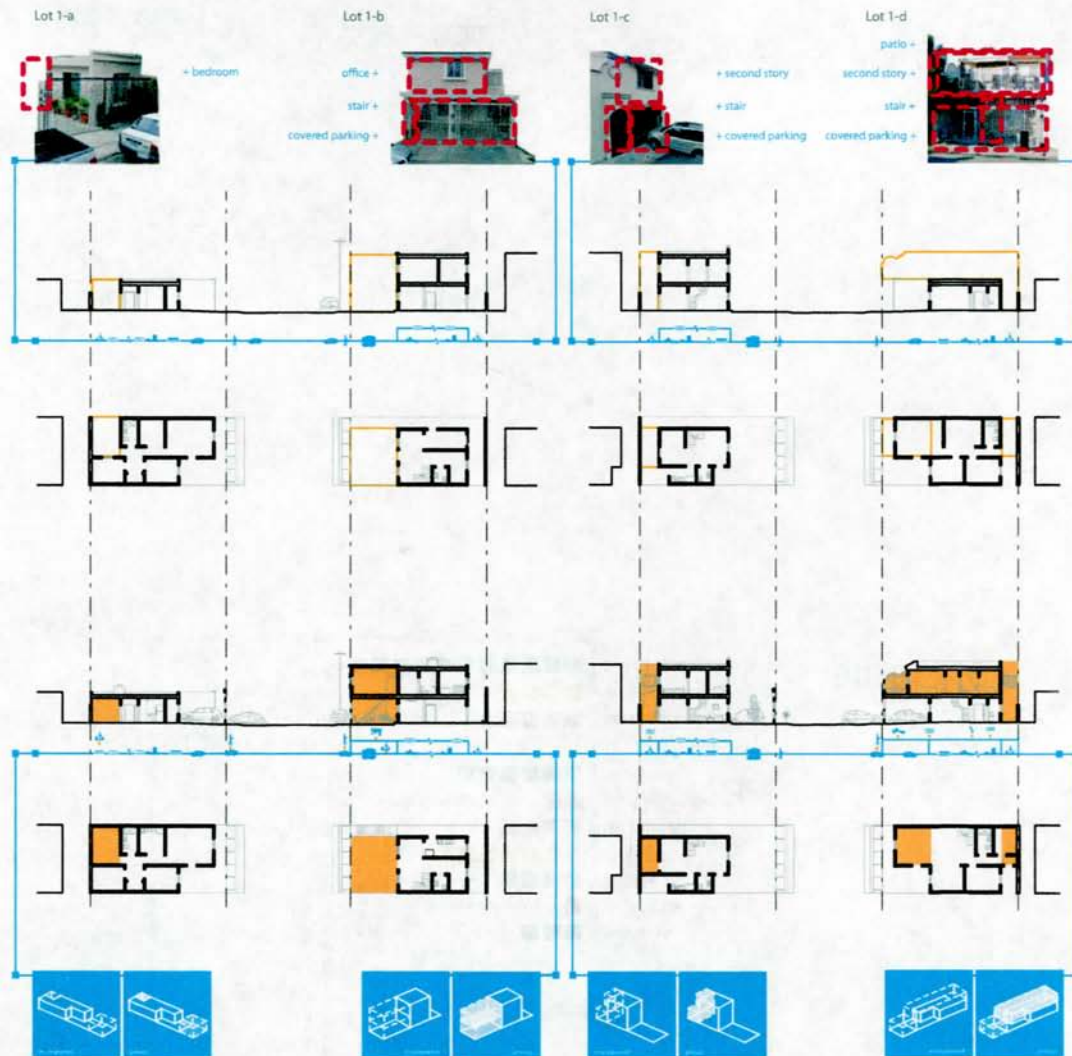 Lot 1-a
+ bedroom
Lot 1-b
office +
stair +
covered parking +
Lot 1-c
+ second story
+ stair
+ covered parking
Lot 1-d
patio +
second story +
stair +
covered parking +